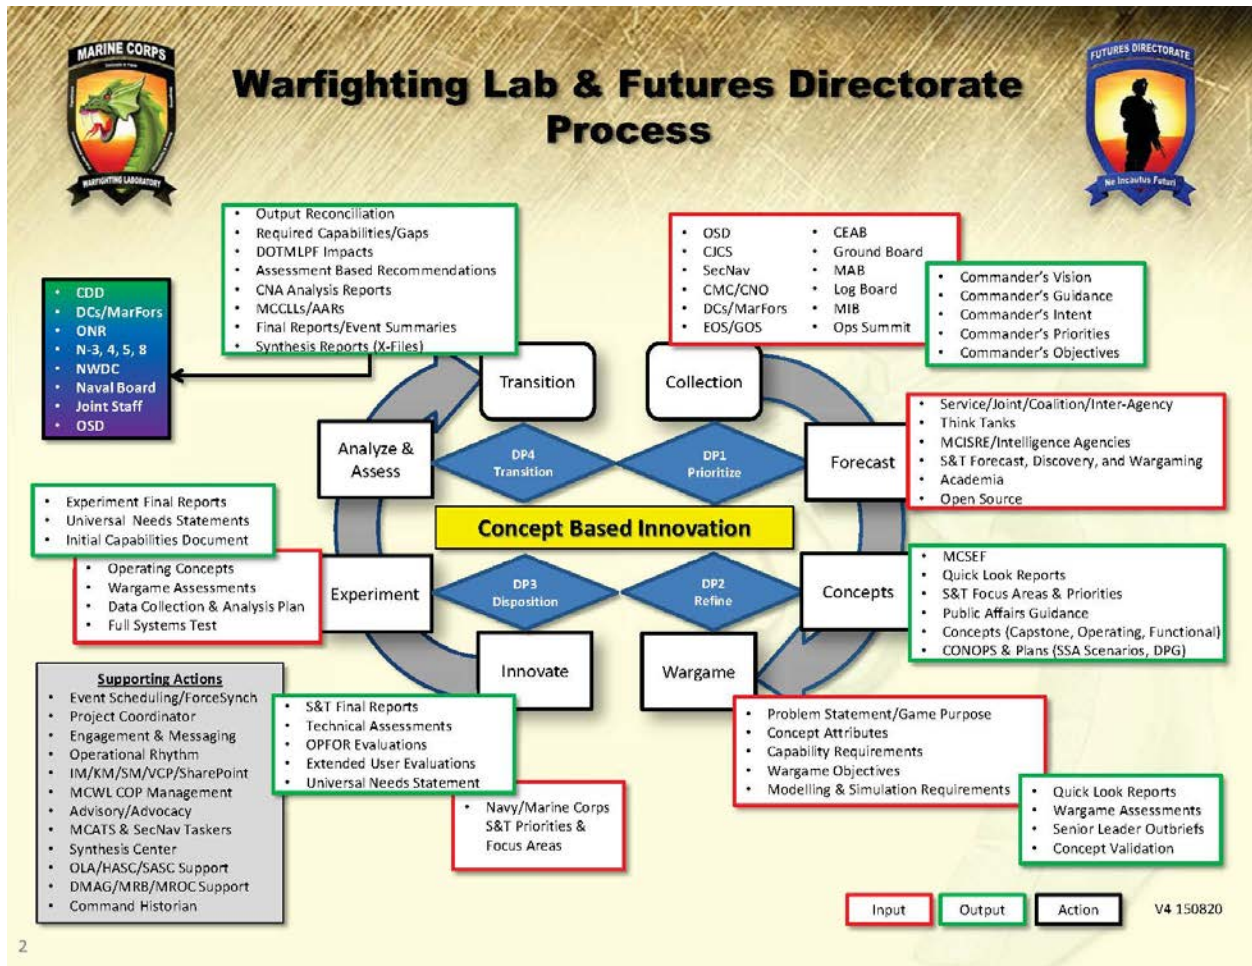 MARINE CORPS
WARFIGHTING LABORATORY
Warfighting Lab & Futures Directorate
Process
FUTURES DIRECTORATE
Ne Incautus Futuri
• Output Reconciliation
• Required Capabilities/Gaps
• DOTMLPF Impacts
• Assessment Based Recommendations
• CNA Analysis Reports
• MCCLLs/AARs
• Final Reports/Event Summaries
• Synthesis Reports (X-Files)
• OSD
• CJCS
• SecNav
• CMC/CNO
• DCs/MarFors
• EOS/GOS
• CEAB
• Ground Board
• MAB
• Log Board
• MIB
• Ops Summit
• Commander's Vision
• Commander's Guidance
• Commander's Intent
• Commander's Priorities
• Commander's Objectives
• CDD
• DCs/MarFors
• ONR
• N-3, 4, 5, 8
• NWDC
• Naval Board
• Joint Staff
• OSD
Transition
Collection
Analyze &
Assess
DP4
Transition
DP1
Prioritize
Forecast
• Service/Joint/Coalition/Inter-Agency
• Think Tanks
• MCISRE/Intelligence Agencies
• S&T Forecast, Discovery, and Wargaming
• Academia
• Open Source
• Experiment Final Reports
• Universal Needs Statements
• Initial Capabilities Document
Concept Based Innovation
• Operating Concepts
• Wargame Assessments
• Data Collection & Analysis Plan
• Full Systems Test
Experiment
DP3
Disposition
DP2
Refine
Concepts
• MCSEF
• Quick Look Reports
• S&T Focus Areas & Priorities
• Public Affairs Guidance
• Concepts (Capstone, Operating, Functional)
• CONOPS & Plans (SSA Scenarios, DPG)
Innovate
Wargame
Supporting Actions
• Event Scheduling/ForceSynch
• Project Coordinator
• Engagement & Messaging
• Operational Rhythm
• IM/KM/SM/VCP/SharePoint
• MCWL COP Management
• Advisory/Advocacy
• MCATS & SecNav Taskers
• Synthesis Center
• OLA/HASC/SASC Support
• DMAG/MRB/MROC Support
• Command Historian
• S&T Final Reports
• Technical Assessments
• OPFOR Evaluations
• Extended User Evaluations
• Universal Needs Statement
• Navy/Marine Corps
S&T Priorities &
Focus Areas
• Problem Statement/Game Purpose
• Concept Attributes
• Capability Requirements
• Wargame Objectives
• Modelling & Simulation Requirements
• Quick Look Reports
• Wargame Assessments
• Senior Leader Outbriefs
• Concept Validation
Input
Output
Action
V4 150820
2